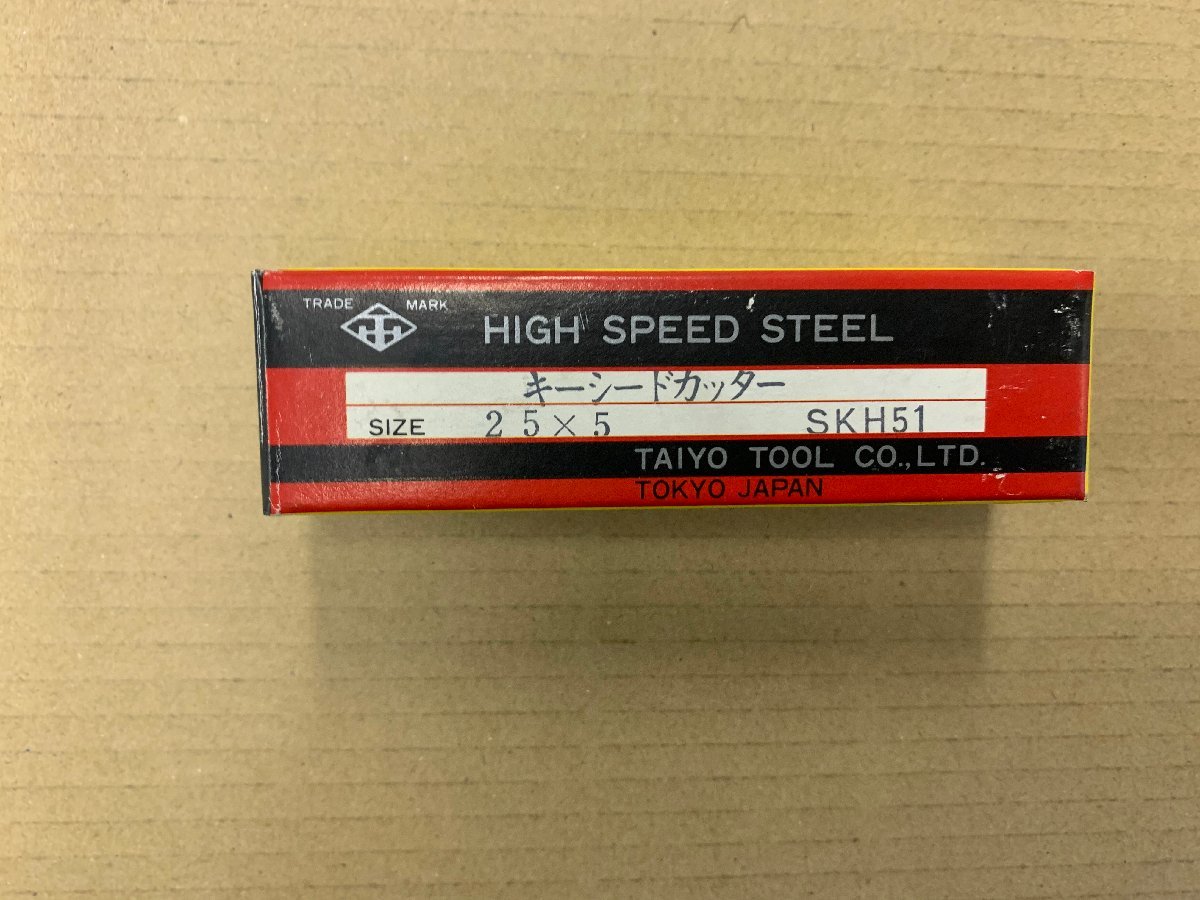 TRADE MARK
HIGH SPEED STEEL
キーシードカッター
SIZE 25×5 SKH51
TAIYO TOOL CO.,LTD.
TOKYO JAPAN